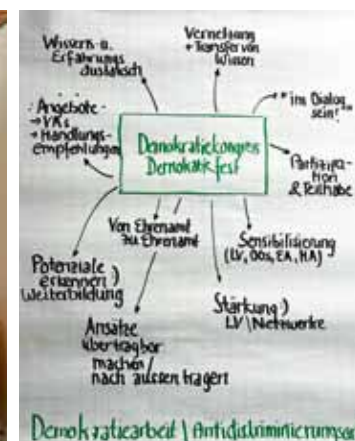 Wissens- u.
Erfahrungs
austausch
Vernetzung
+ Transfer von
Wissen
"im Dialog
sein!"
Angebote
→ VAs
→ Handlungs-
empfehlungen
Demokratiekongress
Demokratiefest
Partizipa-
tion
& Teilhabe
Von Ehrenamt
zu Ehrenamt
Sensibilisierung
(LV, OGs, EA, HA)
Potenziale
erkennen
Weiterbildung
Stärkung
LV \ Netzwerke
Ansätze
übertragbar
machen /
nach aussen tragen
Demokratiearbeit \